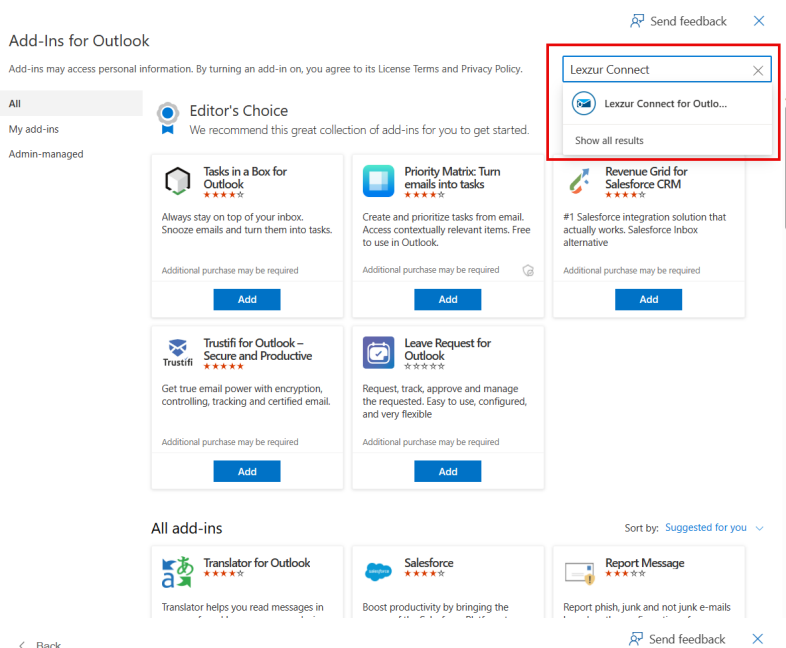 Send feedback
Add-Ins for Outlook
Add-ins may access personal information. By turning an add-in on, you agree to its License Terms and Privacy Policy.
Lexzur Connect
Lexzur Connect for Outlo...
Show all results
All
My add-ins
Admin-managed
Editor's Choice
We recommend this great collection of add-ins for you to get started.
Tasks in a Box for
Outlook
Always stay on top of your inbox.
Snooze emails and turn them into tasks.
Additional purchase may be required
Add
Priority Matrix: Turn
emails into tasks
Create and prioritize tasks from email.
Access contextually relevant items. Free
to use in Outlook.
Additional purchase may be required
Add
Revenue Grid for
Salesforce CRM
#1 Salesforce integration solution that
actually works. Salesforce Inbox
alternative
Additional purchase may be required
Add
Trustifi
Trustifi for Outlook –
Secure and Productive
Get true email power with encryption,
controlling, tracking and certified email.
Additional purchase may be required
Add
Leave Request for
Outlook
Request, track, approve and manage
the requested. Easy to use, configured,
and very flexible
Additional purchase may be required
Add
All add-ins
Sort by: Suggested for you
Translator for Outlook
Translator helps you read messages in
Salesforce
Boost productivity by bringing the
Report Message
Report phish, junk and not junk e-mails
Back
Send feedback